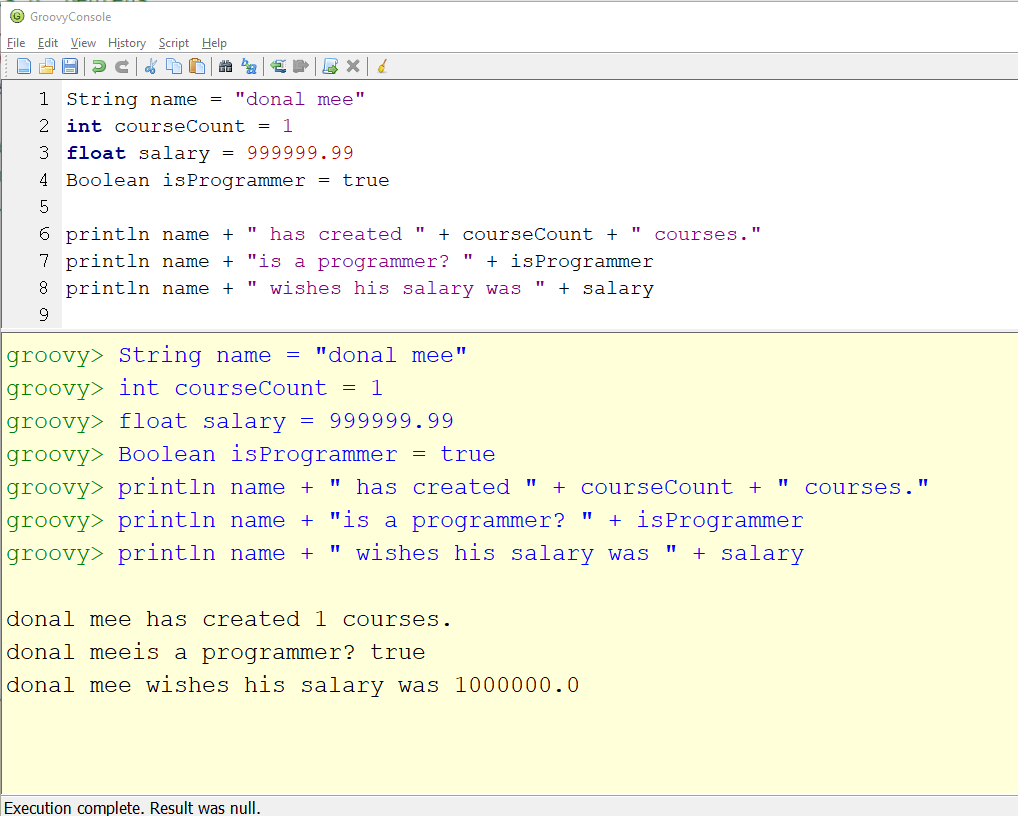 GroovyConsole
File Edit View History Script Help
1 String name = "donal mee"
2 int courseCount = 1
3 float salary = 999999.99
4 Boolean isProgrammer = true
5
6 println name + " has created " + courseCount + " courses."
7 println name + "is a programmer? " + isProgrammer
8 println name + " wishes his salary was " + salary
9
groovy> String name = "donal mee"
groovy> int courseCount = 1
groovy> float salary = 999999.99
groovy> Boolean isProgrammer = true
groovy> println name + " has created " + courseCount + " courses."
groovy> println name + "is a programmer? " + isProgrammer
groovy> println name + " wishes his salary was " + salary
donal mee has created 1 courses.
donal meeis a programmer? true
donal mee wishes his salary was 1000000.0
Execution complete. Result was null.